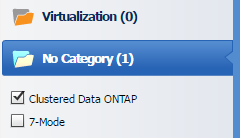 Virtualization (0)
No Category (1)
Clustered Data ONTAP
7-Mode